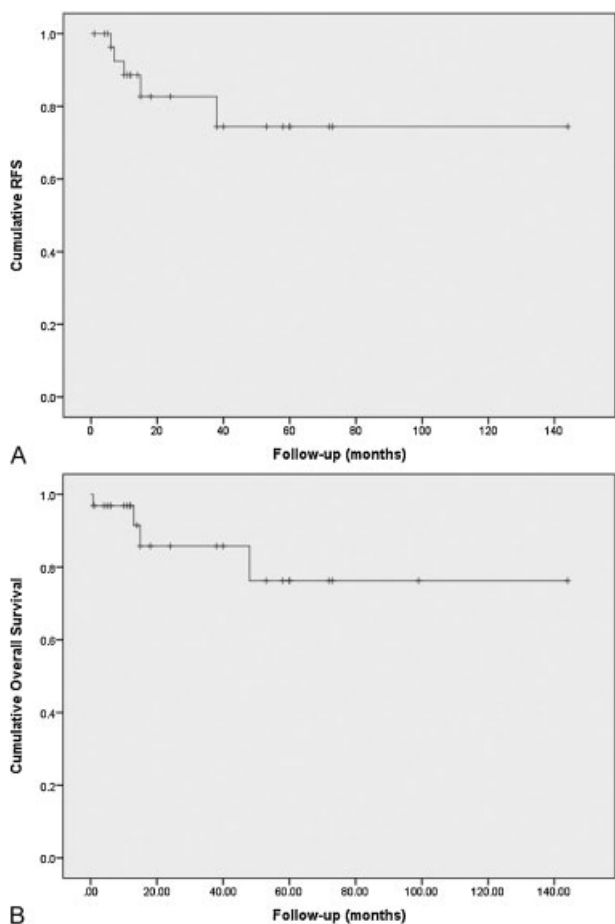 Cumulative RFS
1.0
0.8
0.6
0.4
0.2
0.0
0 20 40 60 80 100 120 140
Follow-up (months)
A
Cumulative Overall Survival
1.0
0.8
0.6
0.4
0.2
0.0
.00 20.00 40.00 60.00 80.00 100.00 120.00 140.00
Follow-up (months)
B